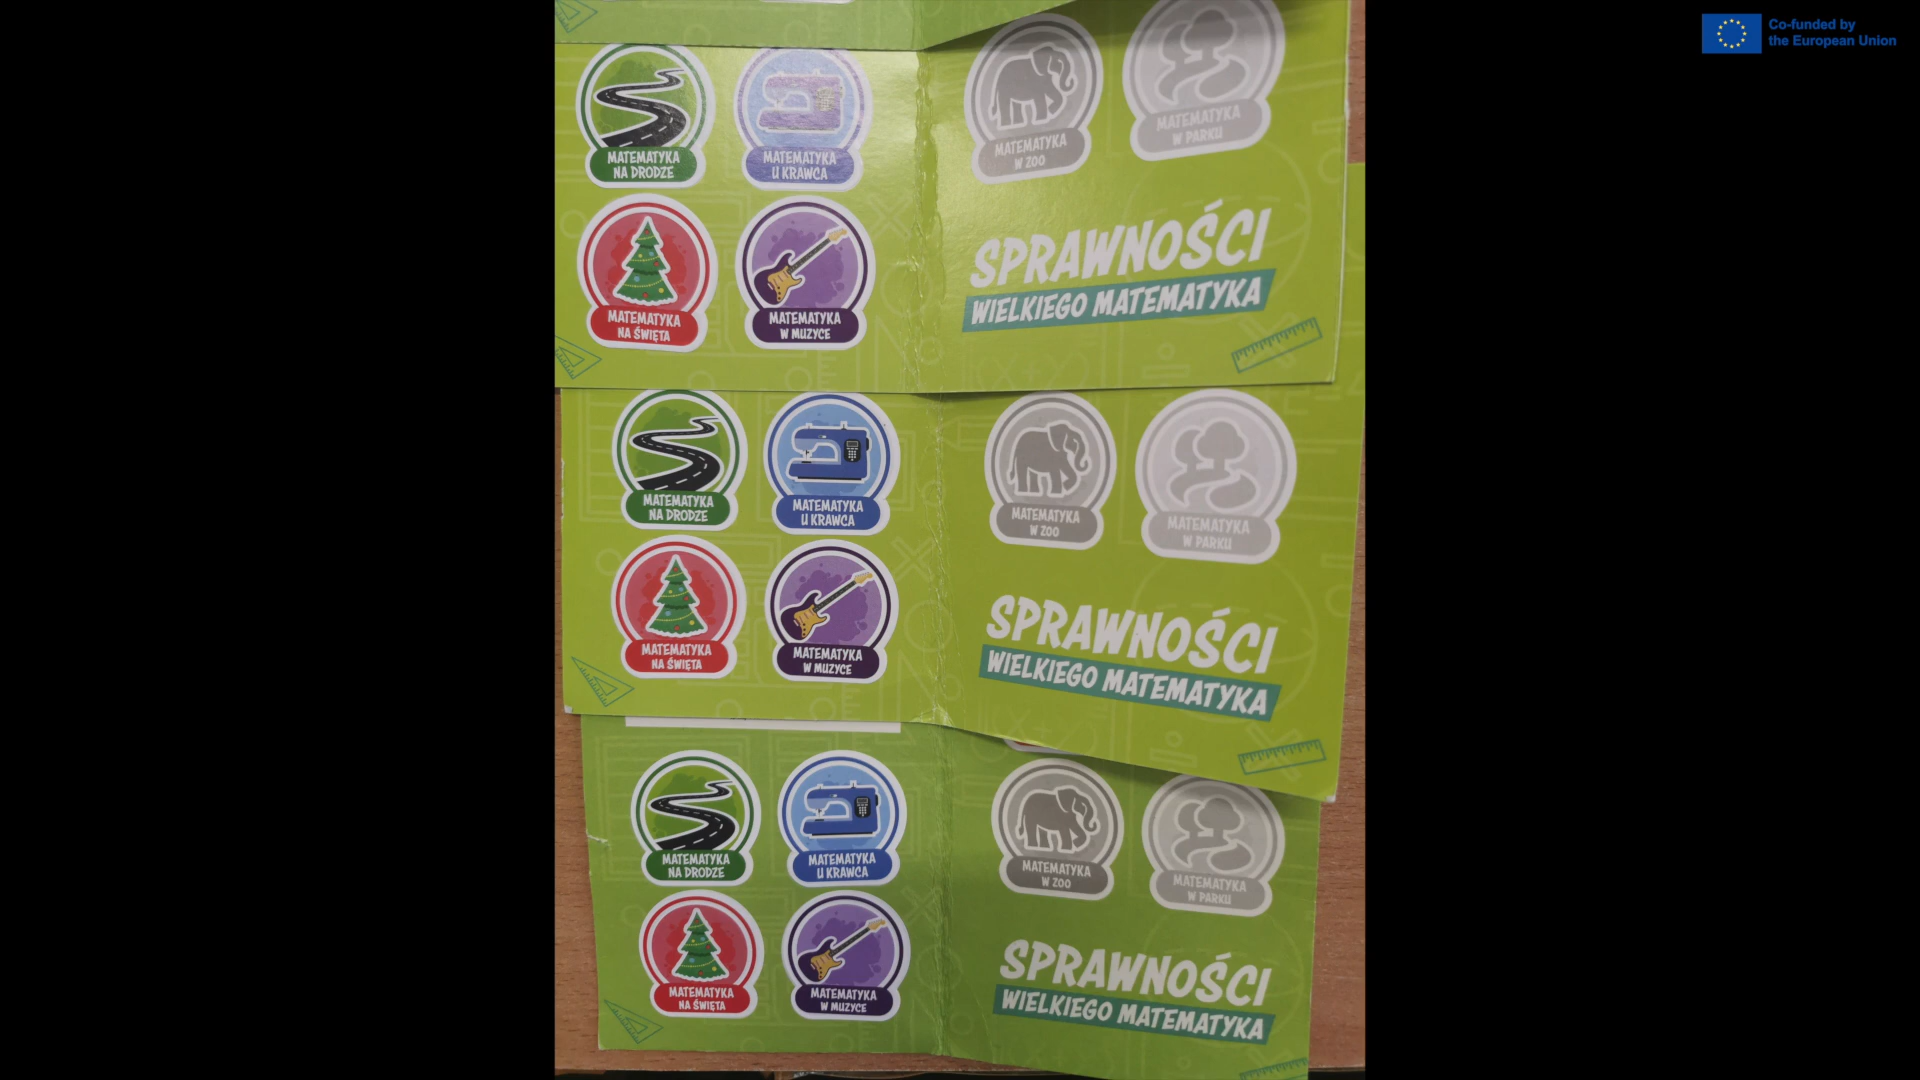 Co-funded by
the European Union
MATEMATYKA
NA DRODZE
MATEMATYKA
U KRAWCA
MATEMATYKA
W ZOO
MATEMATYKA
W PARKU
MATEMATYKA
NA ŚWIĘTA
MATEMATYKA
W MUZYCE
SPRAWNOŚCI
WIELKIEGO MATEMATYKA
MATEMATYKA
NA DRODZE
MATEMATYKA
U KRAWCA
MATEMATYKA
W ZOO
MATEMATYKA
W PARKU
MATEMATYKA
NA ŚWIĘTA
MATEMATYKA
W MUZYCE
SPRAWNOŚCI
WIELKIEGO MATEMATYKA
MATEMATYKA
NA DRODZE
MATEMATYKA
U KRAWCA
MATEMATYKA
W ZOO
MATEMATYKA
W PARKU
MATEMATYKA
NA ŚWIĘTA
MATEMATYKA
W MUZYCE
SPRAWNOŚCI
WIELKIEGO MATEMATYKA